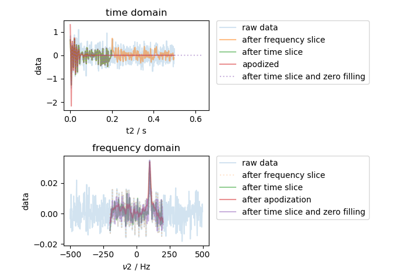 time domain
raw data
after frequency slice
after time slice
apodized
after time slice and zero filling
data
1
0
−1
−2
0.0 0.2 0.4 0.6
t2 / s
frequency domain
raw data
after frequency slice
after time slice
after apodization
after time slice and zero filling
data
0.02
0.00
−0.02
−500 −250 0 250 500
ν2 / Hz